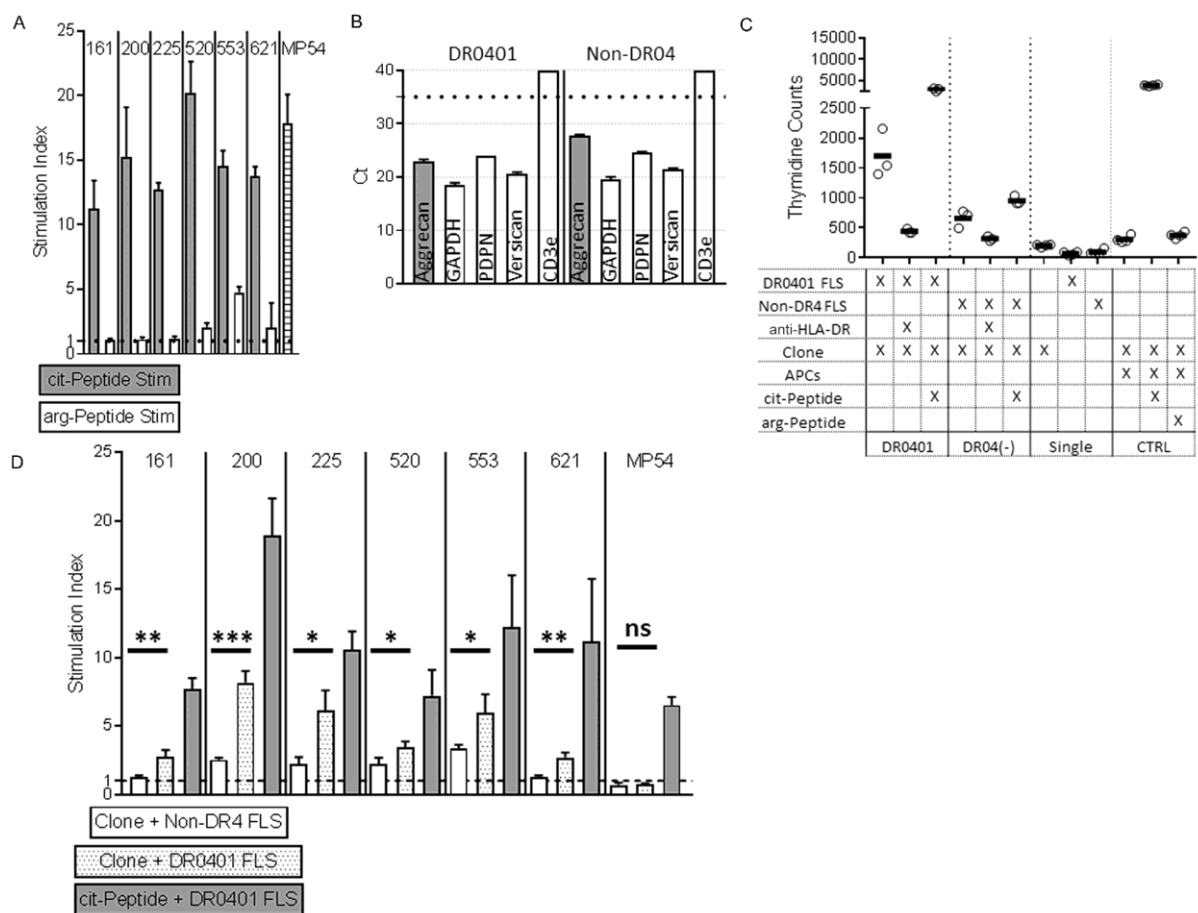 A
25
20
15
10
5
1
0
Stimulation Index
161 200 225 520 553 621 MP54
cit-Peptide Stim
arg-Peptide Stim
B
DR0401 Non-DR04
40
30
20
10
0
Ct
Aggrecan
GAPDH
PDPN
Versican
CD3e
Aggrecan
GAPDH
PDPN
Versican
CD3e
C
15000
10000
5000
2500
2000
1500
1000
500
0
Thymidine Counts
DR0401 FLS X X X X
Non-DR4 FLS X X X X
anti-HLA-DR X X
Clone X X X X X X X X X X
APCs X X X
cit-Peptide X X X
arg-Peptide X
DR0401 DR04(-) Single CTRL
D
25
20
15
10
5
1
0
Stimulation Index
161 200 225 520 553 621 MP54
** *** * * * ** ns
Clone + Non-DR4 FLS
Clone + DR0401 FLS
cit-Peptide + DR0401 FLS